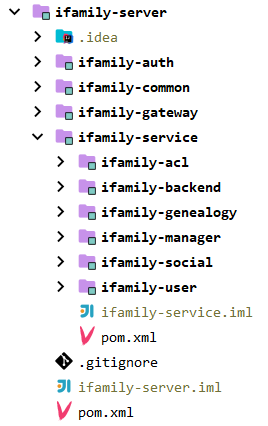 ifamily-server
.idea
ifamily-auth
ifamily-common
ifamily-gateway
ifamily-service
ifamily-acl
ifamily-backend
ifamily-genealogy
ifamily-manager
ifamily-social
ifamily-user
ifamily-service.iml
pom.xml
.gitignore
ifamily-server.iml
pom.xml